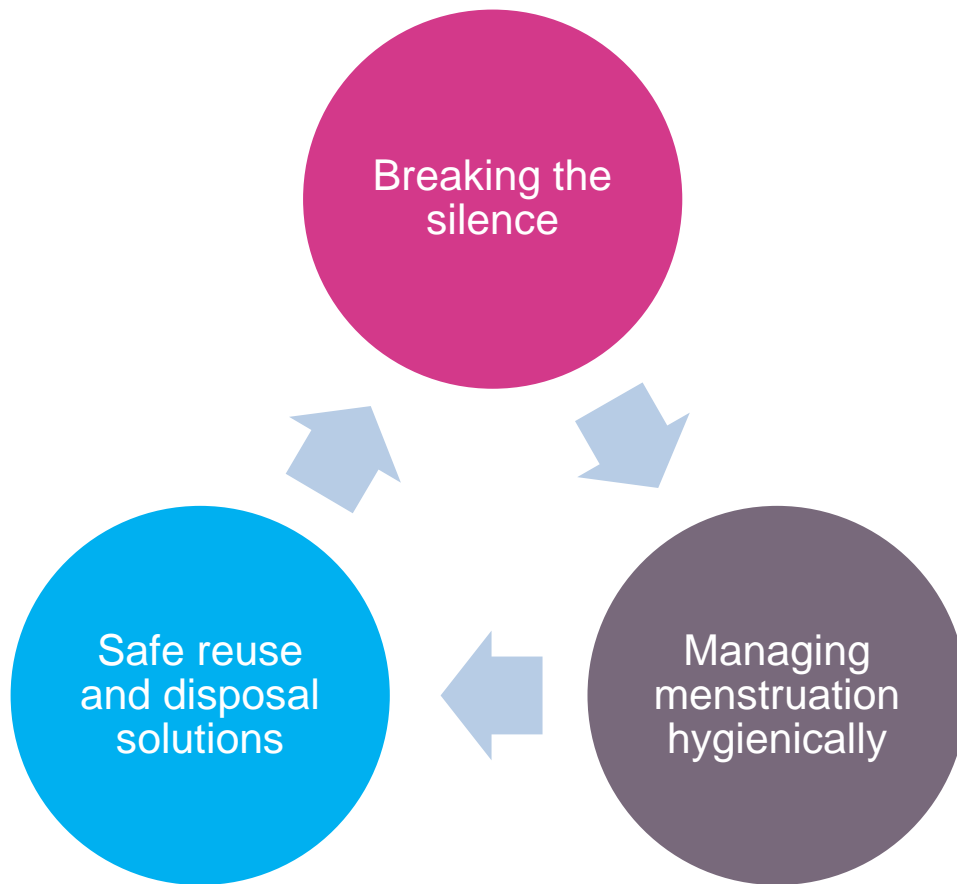 Breaking the
silence
Managing
menstruation
hygienically
Safe reuse
and disposal
solutions